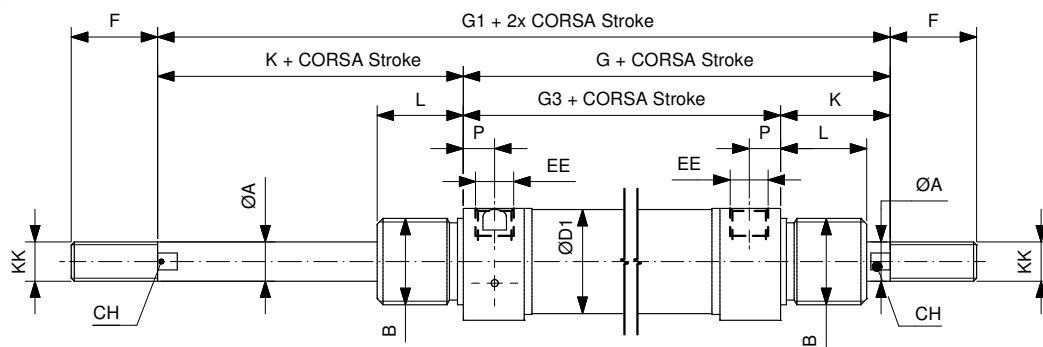 F
G1 + 2x CORSA Stroke
F
K + CORSA Stroke
G + CORSA Stroke
L
G3 + CORSA Stroke
K
P
P
L
EE
EE
ØA
ØA
KK
ØD1
KK
CH
B
B
CH